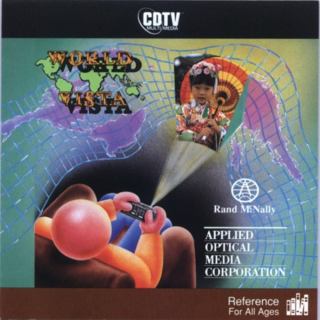 CDTV
MULTIMEDIA
WORLD
VISTA
Rand McNally
APPLIED
OPTICAL
MEDIA
CORPORATION
Reference
For All Ages